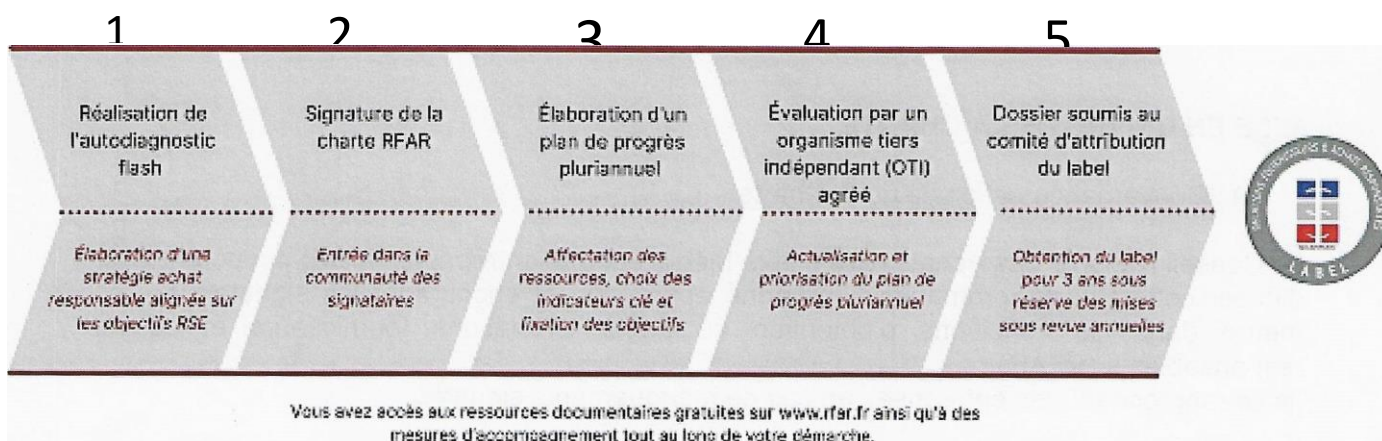 1
2
3
4
5
Réalisation de
l'autodiagnostic
flash
Signature de la
charte RFAR
Élaboration d'un
plan de progrès
pluriannuel
Évaluation par un
organisme tiers
indépendant (OTI)
agréé
Dossier soumis au
comité d'attribution
du label
Élaboration d'une
stratégie achat
responsable alignée sur
les objectifs RSE
Entrée dans la
communauté des
signataires
Affectation des
ressources, choix des
indicateurs clé et
fixation des objectifs
Actualisation et
priorisation du plan de
progrès pluriannuel
Obtention du label
pour 3 ans sous
réserve des mises
sous revue annuelles
LABEL
Vous avez accès aux ressources documentaires gratuites sur www.rfar.fr ainsi qu'à des
mesures d'accompagnement tout au long de votre démarche.